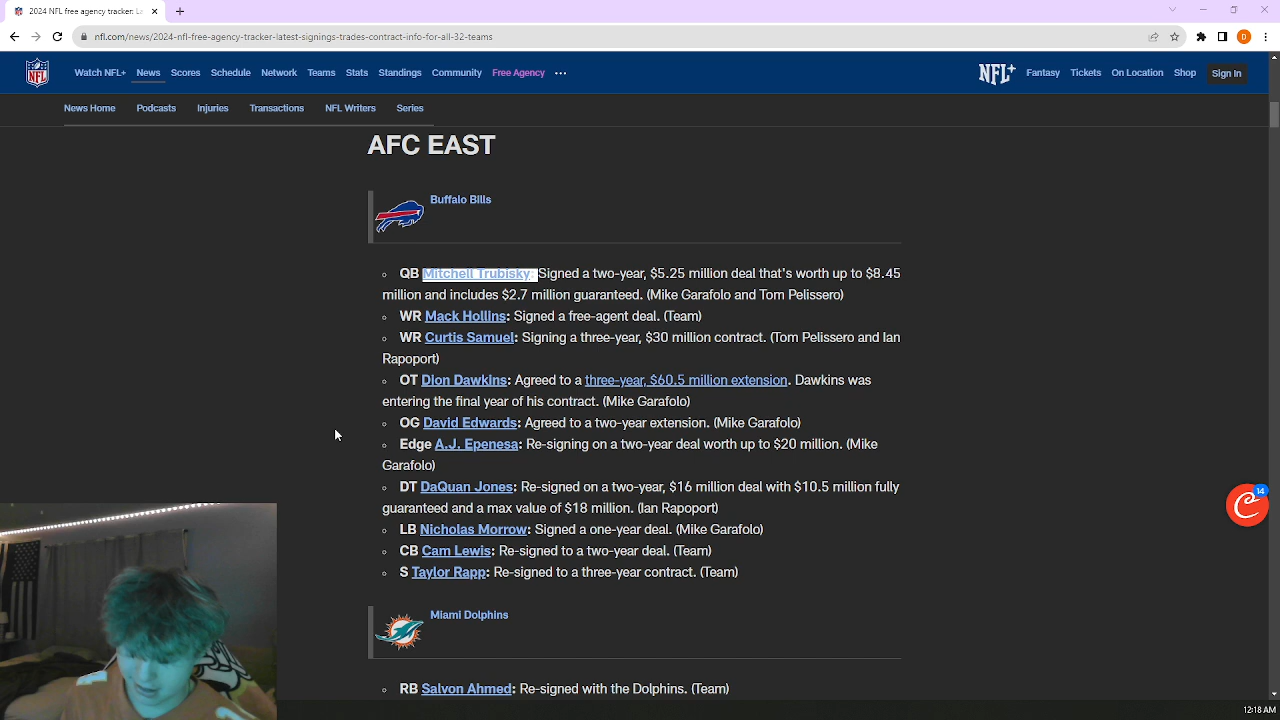 2024 NFL free agency tracker: La
nfl.com/news/2024-nfl-free-agency-tracker-latest-signings-trades-contract-info-for-all-32-teams
D
NFL
Watch NFL+ News Scores Schedule Network Teams Stats Standings Community Free Agency
NFL+ Fantasy Tickets On Location Shop Sign In
News Home Podcasts Injuries Transactions NFL Writers Series
AFC EAST
Buffalo Bills
QB Mitchell Trubisky: Signed a two-year, $5.25 million deal that's worth up to $8.45
million and includes $2.7 million guaranteed. (Mike Garafolo and Tom Pelissero)
WR Mack Hollins: Signed a free-agent deal. (Team)
WR Curtis Samuel: Signing a three-year, $30 million contract. (Tom Pelissero and Ian
Rapoport)
OT Dion Dawkins: Agreed to a three-year, $60.5 million extension. Dawkins was
entering the final year of his contract. (Mike Garafolo)
OG David Edwards: Agreed to a two-year extension. (Mike Garafolo)
Edge A.J. Epenesa: Re-signing on a two-year deal worth up to $20 million. (Mike
Garafolo)
DT DaQuan Jones: Re-signed on a two-year, $16 million deal with $10.5 million fully
guaranteed and a max value of $18 million. (Ian Rapoport)
LB Nicholas Morrow: Signed a one-year deal. (Mike Garafolo)
CB Cam Lewis: Re-signed to a two-year deal. (Team)
S Taylor Rapp: Re-signed to a three-year contract. (Team)
Miami Dolphins
RB Salvon Ahmed: Re-signed with the Dolphins. (Team)
14
12:18 AM